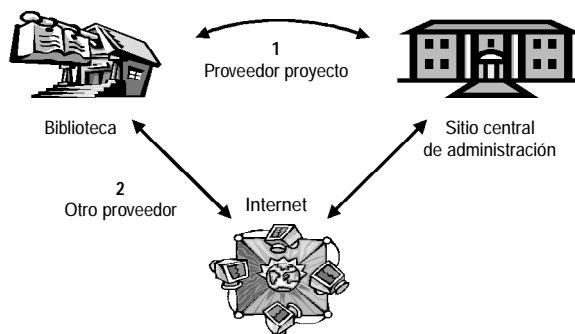 1
Proveedor proyecto
Biblioteca
Sitio central
de administración
2
Otro proveedor
Internet